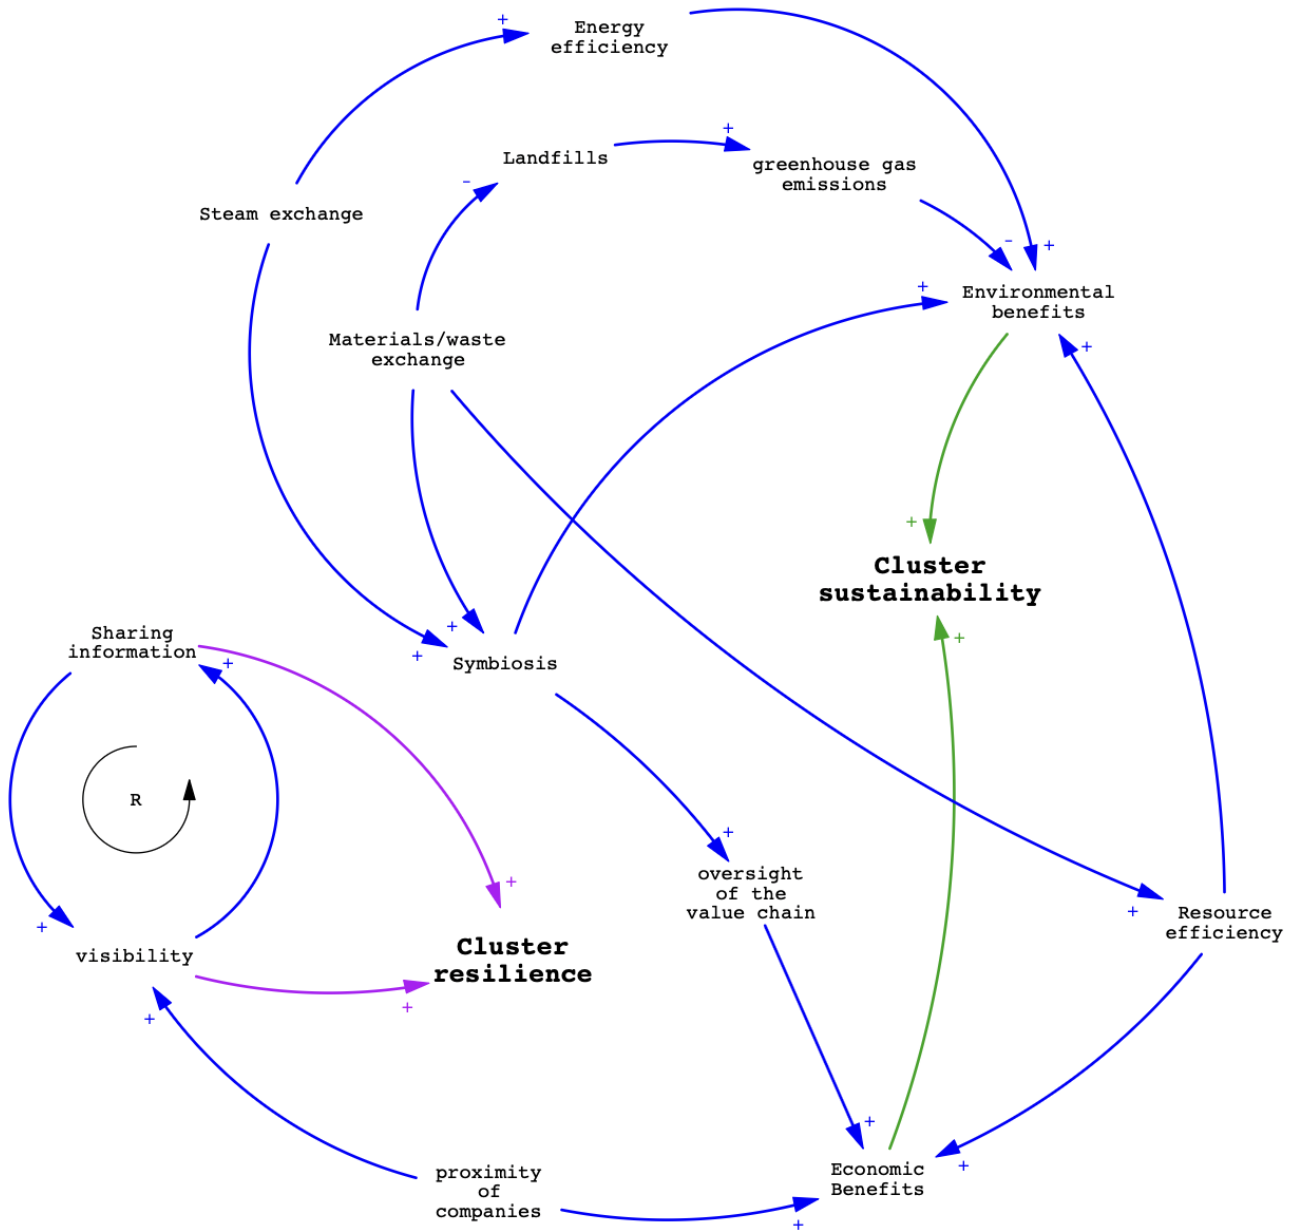 +
Energy
efficiency
+
Landfills
greenhouse gas
emissions
-
Steam exchange
-
+
+
Environmental
benefits
Materials/waste
exchange
+
+
Cluster
sustainability
Sharing
information
+
+
+
+
Symbiosis
R
+
oversight
of the
value chain
+
+
Resource
efficiency
+
visibility
Cluster
resilience
+
+
+
proximity
of
companies
Economic
Benefits
+
+